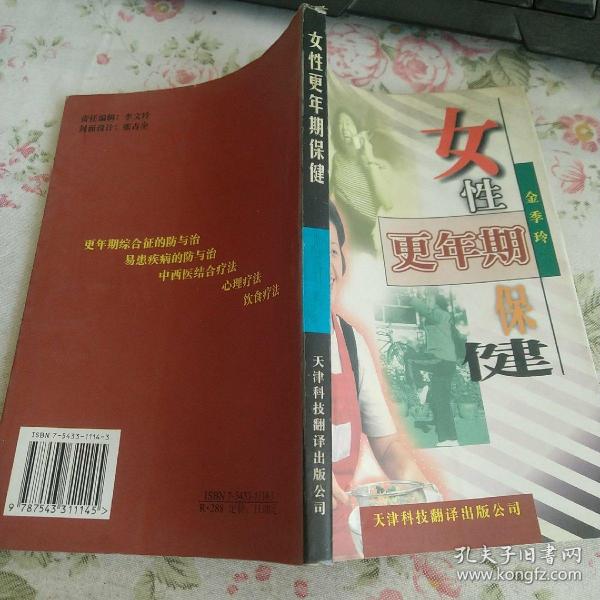 责任编辑：李文玲
封面设计：张占金
更年期综合征的防与治
易患疾病的防与治
中西医结合疗法
心理疗法
饮食疗法
ISBN 7-5433-1114-3
9 787543 311145 >
R·288
女性更年期保健
天津科技翻译出版公司
女性
更年期
保健
金季玲
天津科技翻译出版公司
孔夫子旧书网
www.kongfz.com